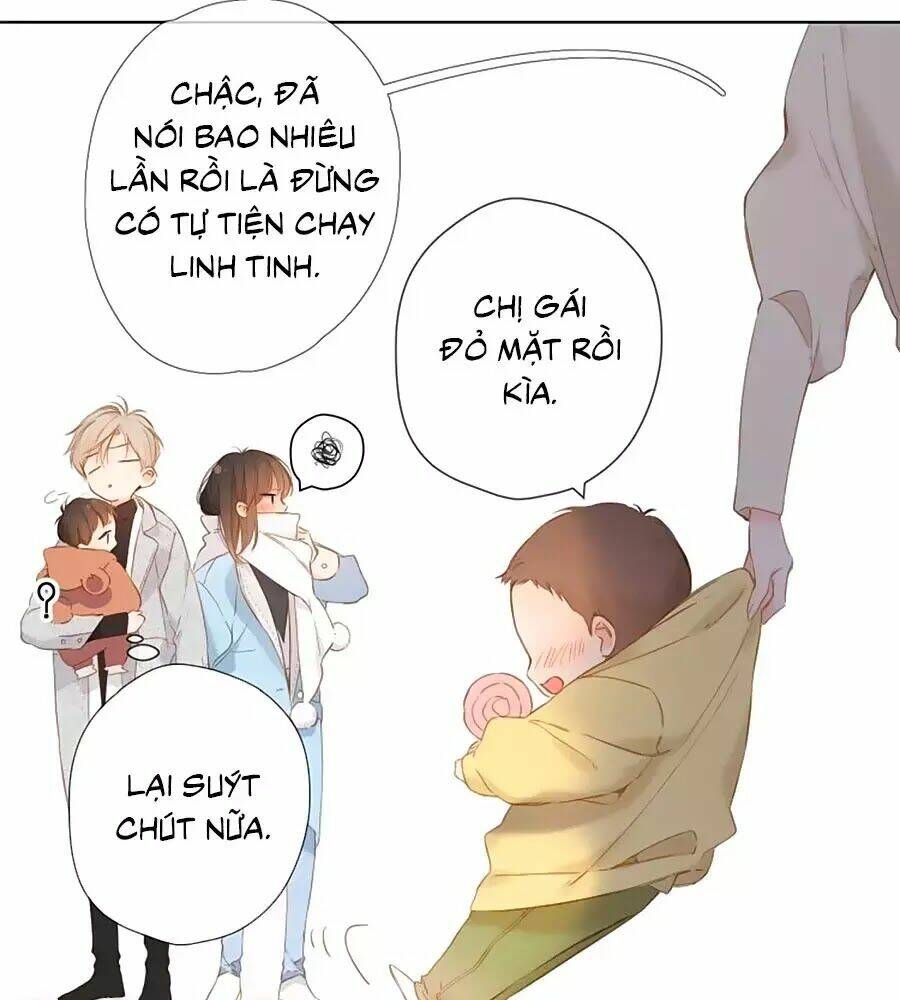 CHẬC, ĐÃ
NÓI BAO NHIÊU
LẦN RỒI LÀ ĐỪNG
CÓ TỰ TIỆN CHẠY
LINH TINH.
CHỊ GÁI
ĐỎ MẶT RỒI
KÌA.
?
LẠI SUÝT
CHÚT NỮA.